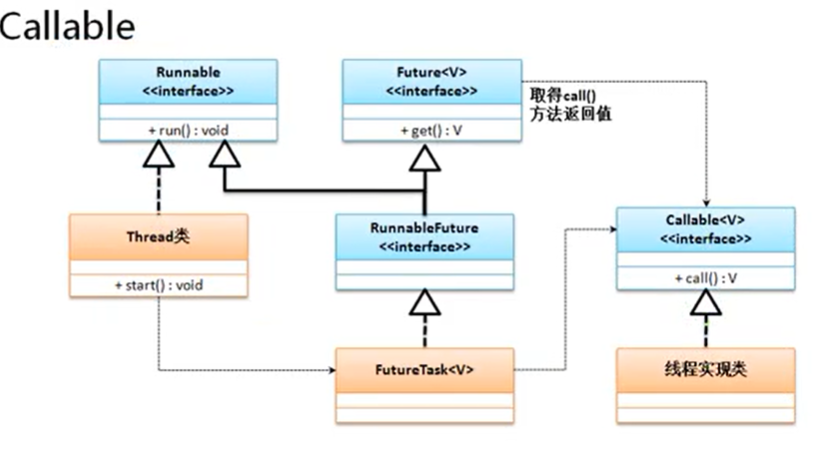 Callable
Runnable
<<interface>>
+ run() : void
Future<V>
<<interface>>
+ get() : V
取得call()
方法返回值
Thread类
+ start() : void
RunnableFuture
<<interface>>
Callable<V>
<<interface>>
+ call() : V
FutureTask<V>
线程实现类